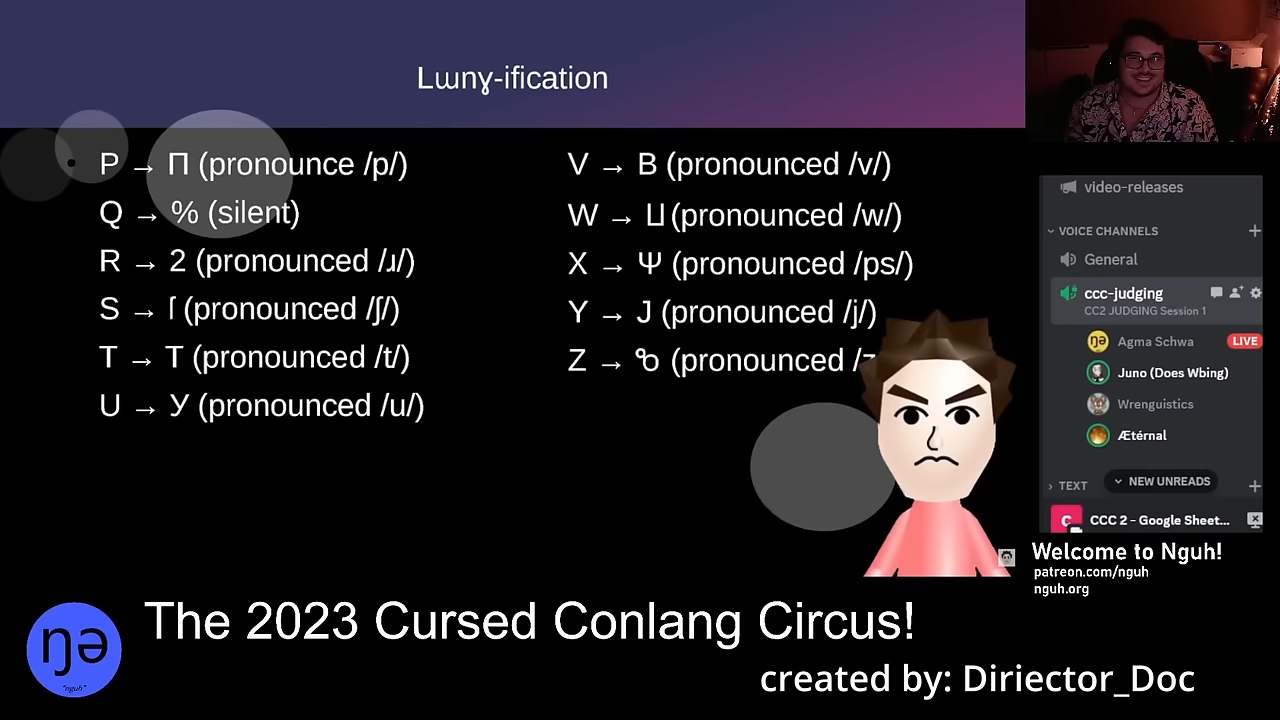 Lɯnɣ-ification
P → П (pronounce /p/)
Q → % (silent)
R → 2 (pronounced /ɹ/)
S → ſ (pronounced /ʃ/)
T → T (pronounced /t/)
U → У (pronounced /u/)
V → B (pronounced /v/)
W → Ш (pronounced /w/)
X → Ψ (pronounced /ps/)
Y → J (pronounced /j/)
Z → (pronounced
video-releases
VOICE CHANNELS
General
ccc-judging
CC2 JUDGING Session 1
ŋə Agma Schwa LIVE
Juno (Does Wbing)
Wrenguistics
Ætérnal
TEXT NEW UNREADS
C CCC 2 - Google Sheet...
Welcome to Nguh!
patreon.com/nguh
nguh.org
The 2023 Cursed Conlang Circus!
ŋə
"nguh"
created by: Diriector_Doc